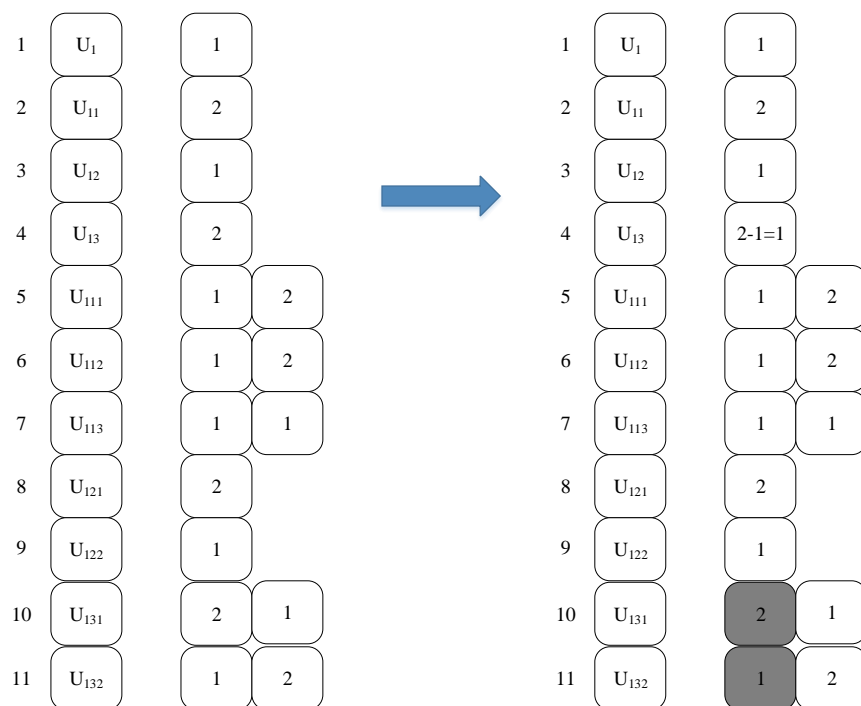 1 U₁ 1 1 U₁ 1
2 U₁₁ 2 2 U₁₁ 2
3 U₁₂ 1 3 U₁₂ 1
4 U₁₃ 2 4 U₁₃ 2-1=1
5 U₁₁₁ 1 2 5 U₁₁₁ 1 2
6 U₁₁₂ 1 2 6 U₁₁₂ 1 2
7 U₁₁₃ 1 1 7 U₁₁₃ 1 1
8 U₁₂₁ 2 8 U₁₂₁ 2
9 U₁₂₂ 1 9 U₁₂₂ 1
10 U₁₃₁ 2 1 10 U₁₃₁ 2 1
11 U₁₃₂ 1 2 11 U₁₃₂ 1 2